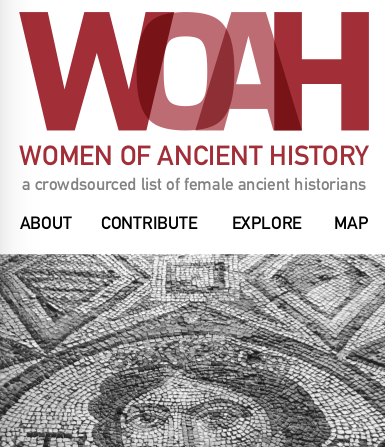 WOAH
WOMEN OF ANCIENT HISTORY
a crowdsourced list of female ancient historians
ABOUT CONTRIBUTE EXPLORE MAP